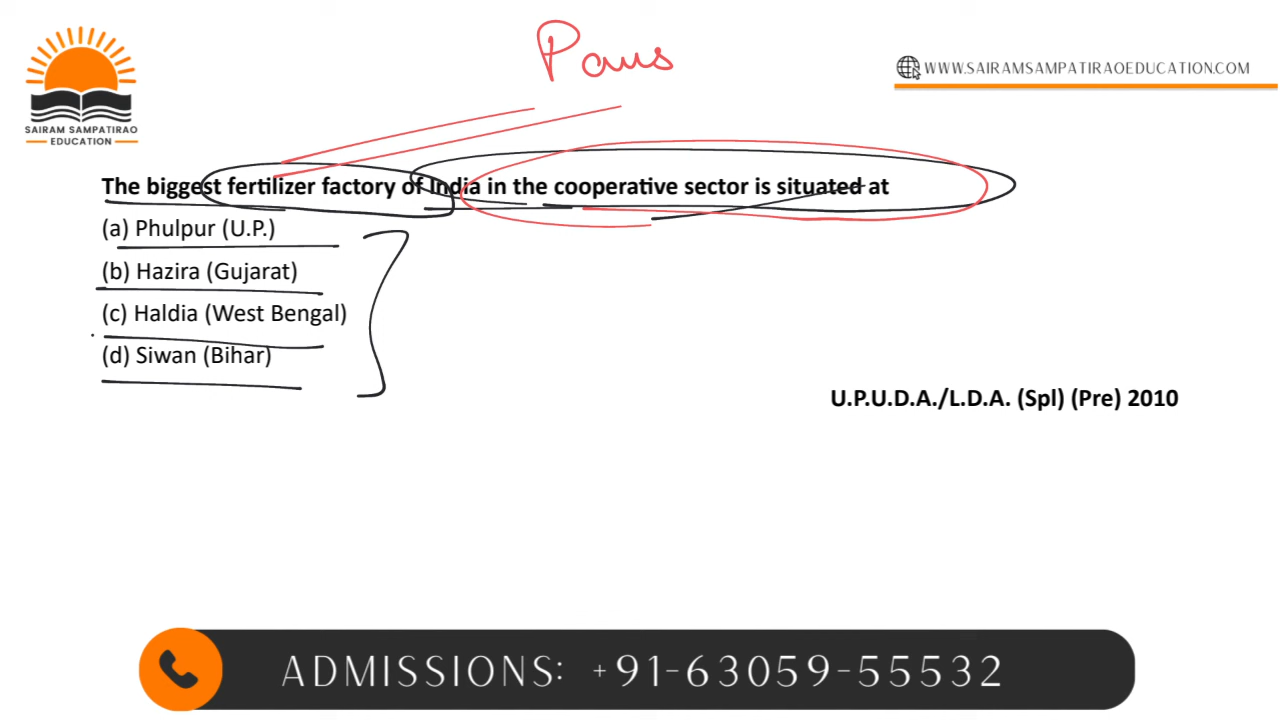 Paus
WWW.SAIRAMSAMPATIRAOEDUCATION.COM
SAIRAM SAMPATIRAO
EDUCATION
The biggest fertilizer factory of India in the cooperative sector is situated at
(a) Phulpur (U.P.)
(b) Hazira (Gujarat)
(c) Haldia (West Bengal)
(d) Siwan (Bihar)
U.P.U.D.A./L.D.A. (Spl) (Pre) 2010
ADMISSIONS: +91-63059-55532